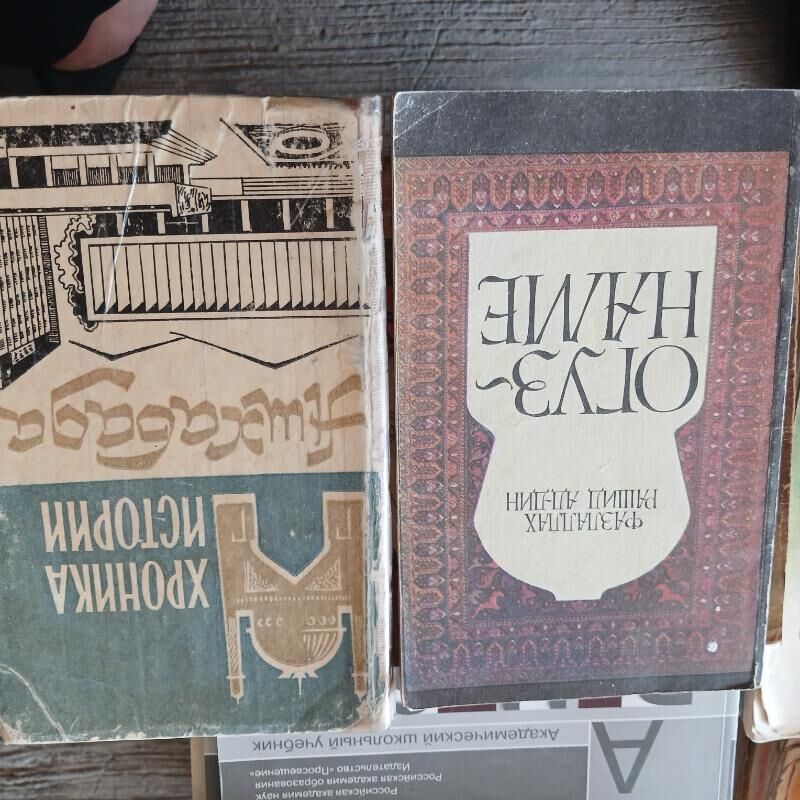 ХРОНИКА
ИСТОРИИ
Ашхабада
ФАЗЛАЛЛАХ
РАШИД АД-ДИН
ОГУЗ-
НАМЕ
Российская академия наук
Российская академия образования
Издательство "Просвещение"
Академический школьный учебник
А